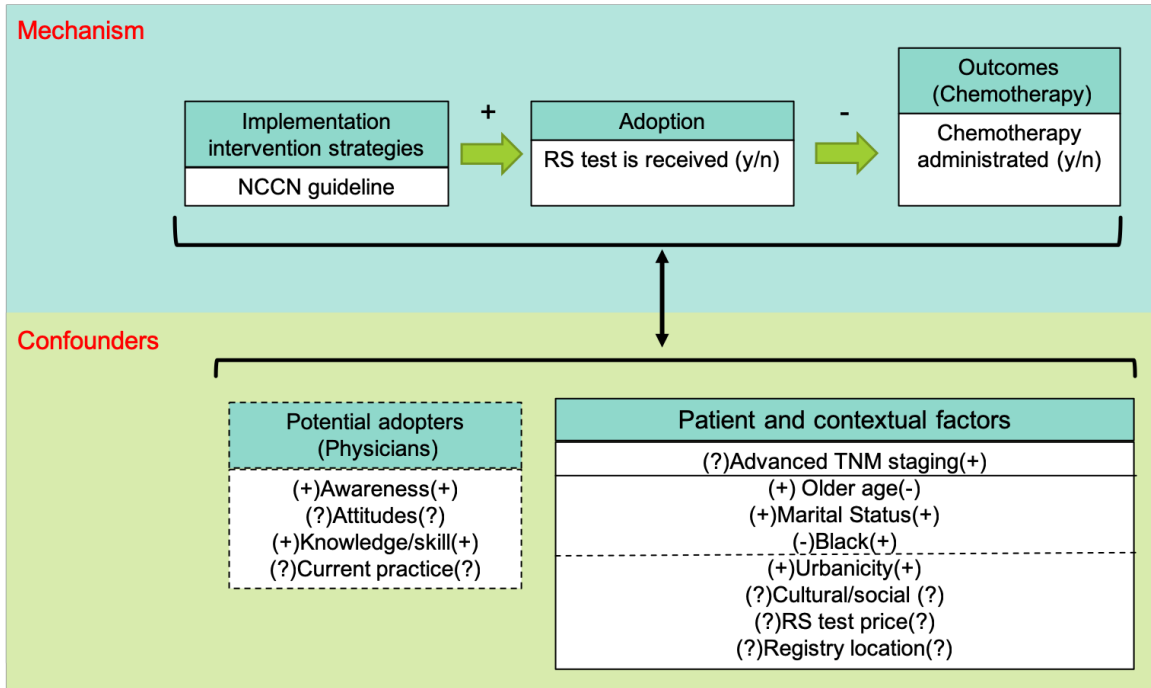 Mechanism
Implementation
intervention strategies
NCCN guideline
+
Adoption
RS test is received (y/n)
-
Outcomes
(Chemotherapy)
Chemotherapy
administrated (y/n)
Confounders
Potential adopters
(Physicians)
(+)Awareness(+)
(?)Attitudes(?)
(+)Knowledge/skill(+)
(?)Current practice(?)
Patient and contextual factors
(?)Advanced TNM staging(+)
(+) Older age(-)
(+)Marital Status(+)
(-)Black(+)
(+)Urbanicity(+)
(?)Cultural/social (?)
(?)RS test price(?)
(?)Registry location(?)